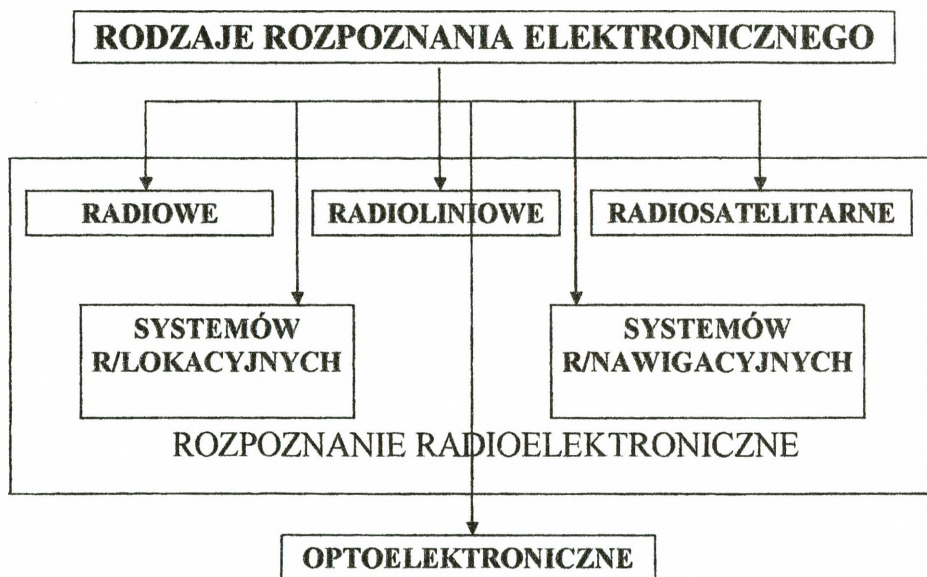 RODZAJE ROZPOZNANIA ELEKTRONICZNEGO
RADIOWE
RADIOLINIOWE
RADIOSATELITARNE
SYSTEMÓW
R/LOKACYJNYCH
SYSTEMÓW
R/NAWIGACYJNYCH
ROZPOZNANIE RADIOELEKTRONICZNE
OPTOELEKTRONICZNE